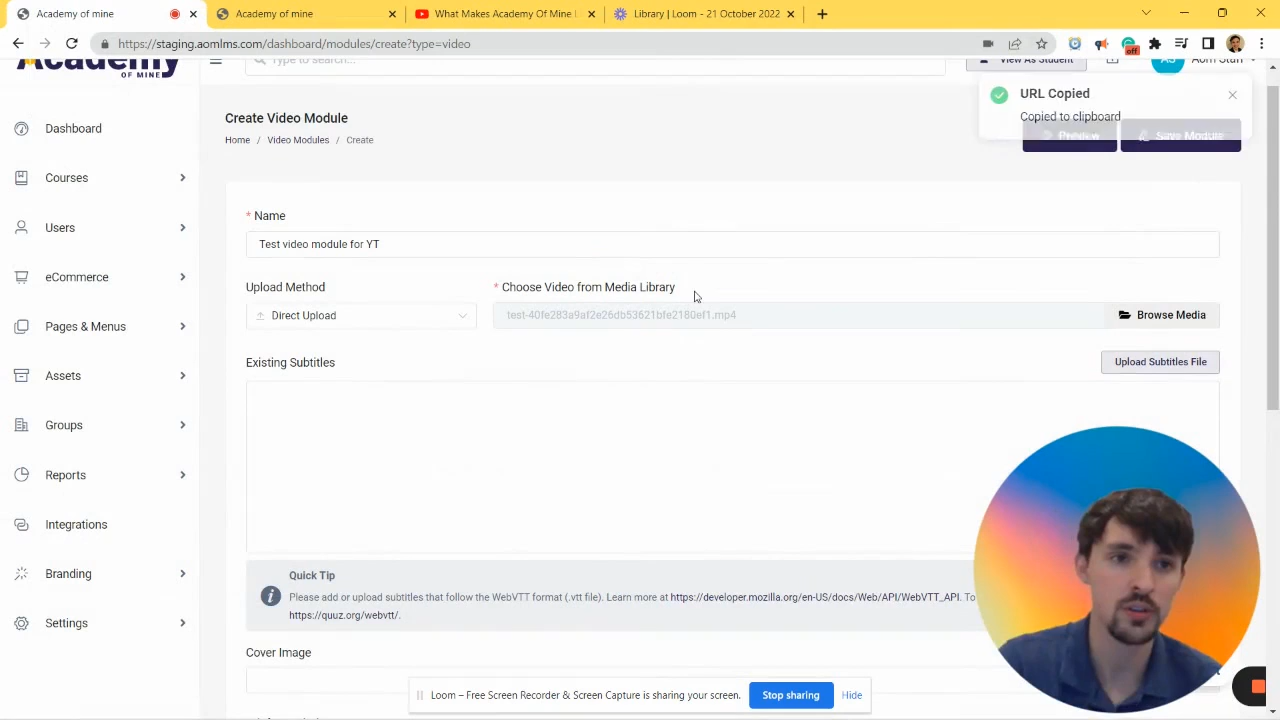 Academy of mine
Academy of mine
What Makes Academy Of Mine
Library | Loom - 21 October 2022
https://staging.aomlms.com/dashboard/modules/create?type=video
off
Academy
OF MINE
Type to search...
View As Student
AS
Aom Staff
URL Copied
Copied to clipboard
Create Video Module
Home / Video Modules / Create
Preview
Save Module
Dashboard
Courses
Users
eCommerce
Pages & Menus
Assets
Groups
Reports
Integrations
Branding
Settings
* Name
Test video module for YT
Upload Method
* Choose Video from Media Library
Direct Upload
test-40fe283a9af2e26db53621bfe2180ef1.mp4
Browse Media
Existing Subtitles
Upload Subtitles File
Quick Tip
Please add or upload subtitles that follow the WebVTT format (.vtt file). Learn more at https://developer.mozilla.org/en-US/docs/Web/API/WebVTT_API. To
https://quuz.org/webvtt/.
Cover Image
Loom – Free Screen Recorder & Screen Capture is sharing your screen.
Stop sharing
Hide